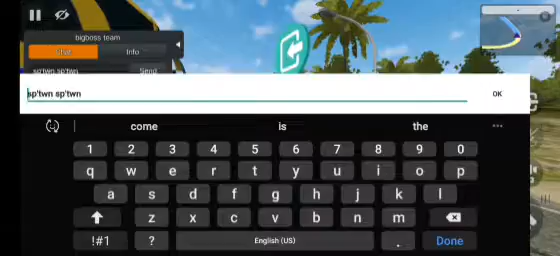 bigboss team
Chat
Info
sp'twn sp'twn
Send
sp'twn sp'twn
OK
come is the
1 2 3 4 5 6 7 8 9 0
q w e r t y u i o p
a s d f g h j k l
z x c v b n m
!#1 ? English (US) . Done